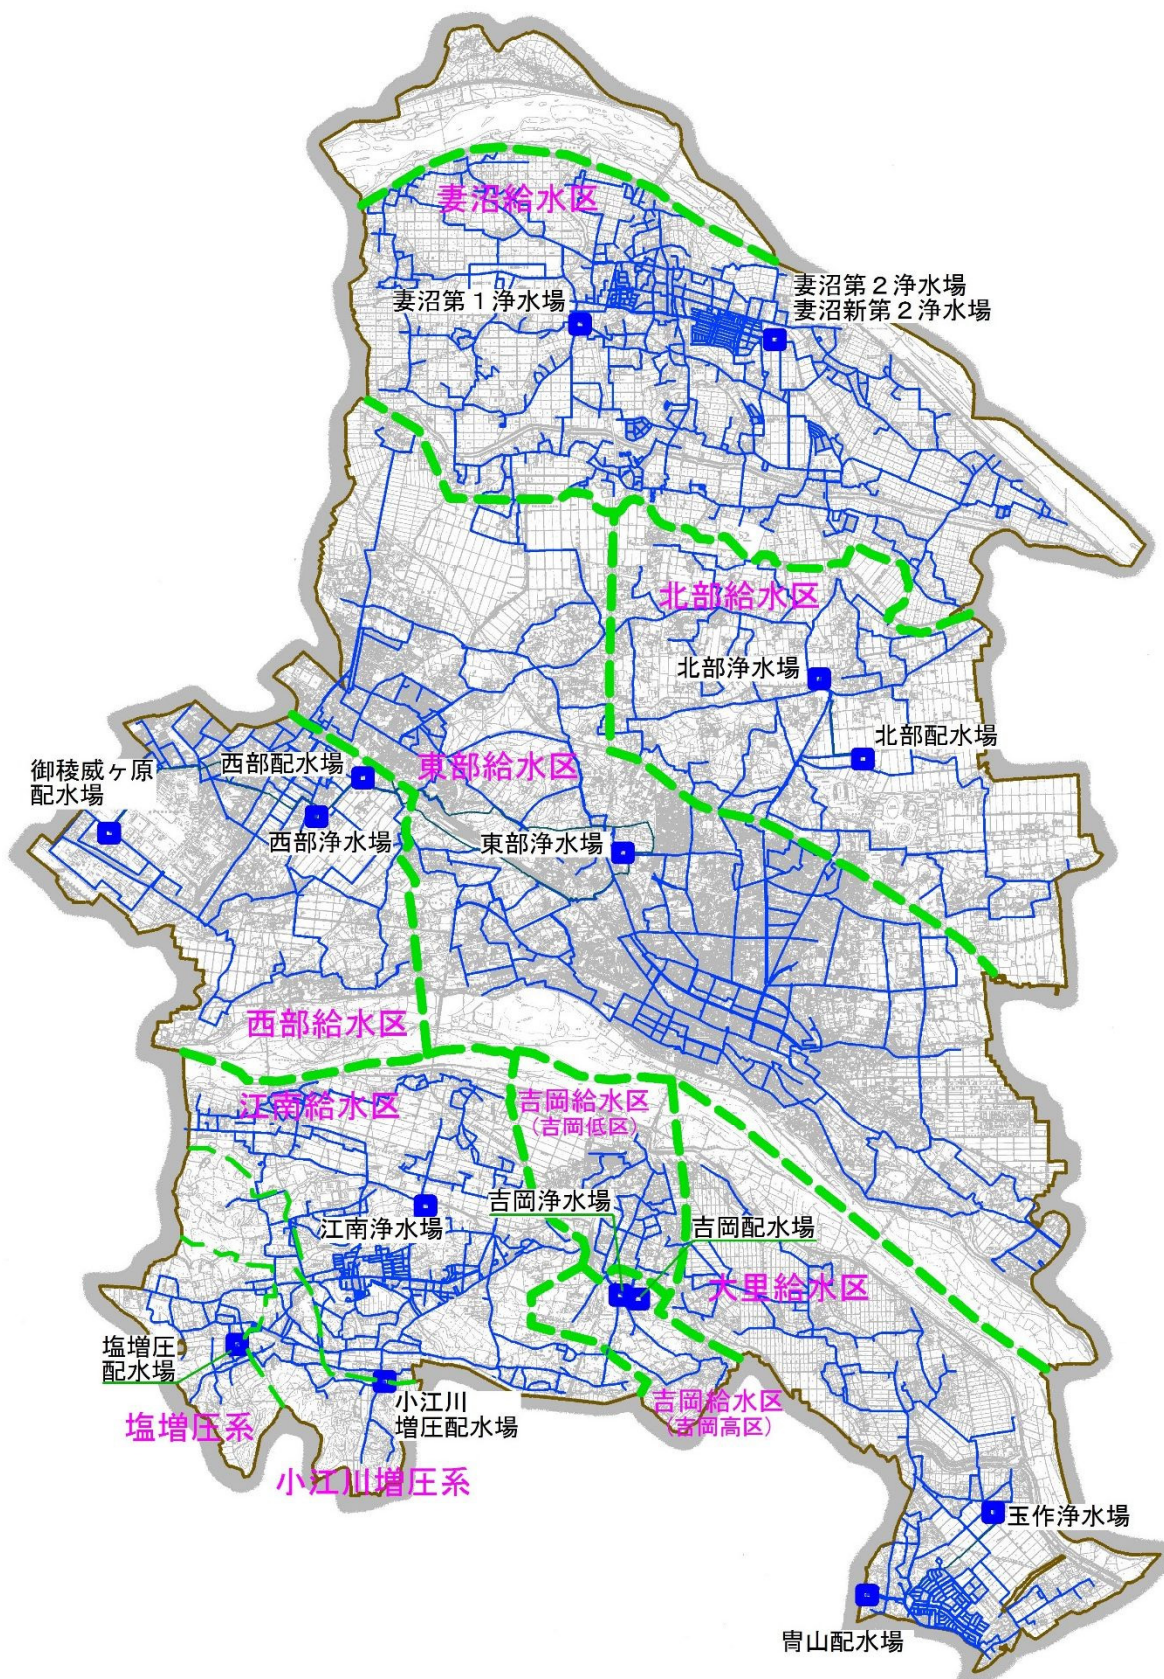 妻沼給水区
妻沼第２浄水場
妻沼新第２浄水場
妻沼第１浄水場
北部給水区
北部浄水場
北部配水場
東部給水区
西部配水場
御稜威ヶ原
配水場
西部浄水場
東部浄水場
西部給水区
江南給水区
吉岡給水区
(吉岡低区)
吉岡浄水場
吉岡配水場
江南浄水場
大里給水区
塩増圧
配水場
小江川
増圧配水場
吉岡給水区
(吉岡高区)
塩増圧系
小江川増圧系
玉作浄水場
冑山配水場